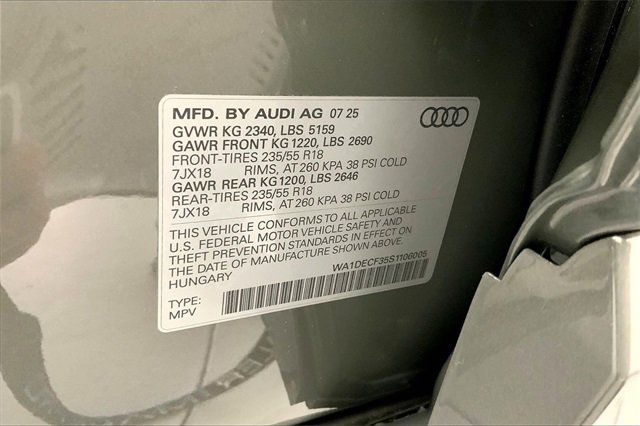 MFD. BY AUDI AG 07 25
GVWR KG 2340, LBS 5159
GAWR FRONT KG 1220, LBS 2690
FRONT-TIRES 235/55 R18
7JX18 RIMS, AT 260 KPA 38 PSI COLD
GAWR REAR KG 1200, LBS 2646
REAR-TIRES 235/55 R18
7JX18 RIMS, AT 260 KPA 38 PSI COLD
THIS VEHICLE CONFORMS TO ALL APPLICABLE
U.S. FEDERAL MOTOR VEHICLE SAFETY AND
THEFT PREVENTION STANDARDS IN EFFECT ON
THE DATE OF MANUFACTURE SHOWN ABOVE.
HUNGARY
WA1DECF35S1106005
TYPE:
MPV